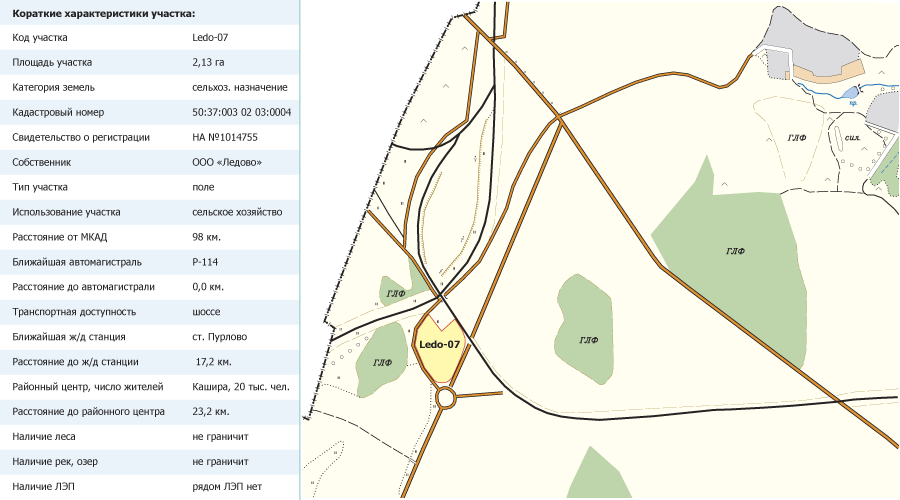 Кораткие характеристики участка:
Код участка Ledo-07
Площадь участка 2,13 га
Категория земель сельхоз. назначение
Кадастровый номер 50:37:003 02 03:0004
Свидетельство о регистрации НА №1014755
Собственник ООО «Ледово»
Тип участка поле
Использование участка сельское хозяйство
Расстояние от МКАД 98 км.
Ближайшая автомагистраль Р-114
Расстояние до автомагистрали 0,0 км.
Транспортная доступность шоссе
Ближайшая ж/д станция ст. Пурлово
Расстояние до ж/д станции 17,2 км.
Районный центр, число жителей Кашира, 20 тыс. чел.
Расстояние до районного центра 23,2 км.
Наличие леса не граничит
Наличие рек, озер не граничит
Наличие ЛЭП рядом ЛЭП нет
пр.
ГЛФ
сил.
ГЛФ
ГЛФ
ГЛФ
Ledo-07
ГЛФ